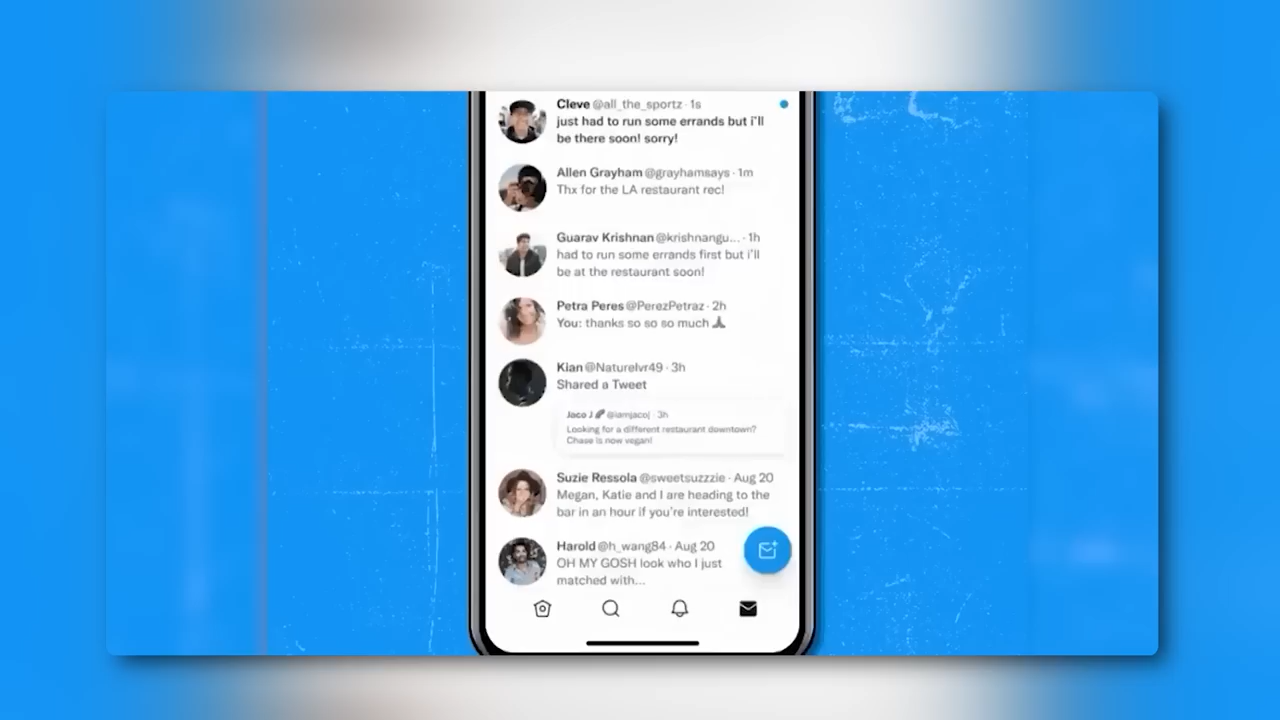 Cleve @all_the_sportz · 1s
just had to run some errands but i'll
be there soon! sorry!
Allen Grayham @grayhamsays · 1m
Thx for the LA restaurant rec!
Guarav Krishnan @krishnangu... · 1h
had to run some errands first but i'll
be at the restaurant soon!
Petra Peres @PerezPetraz · 2h
You: thanks so so so much 🙏
Kian @Naturelvr49 · 3h
Shared a Tweet
Jaco J @iamjacoj · 3h
Looking for a different restaurant downtown?
Chase is now vegan!
Suzie Ressola @sweetsuzzzie · Aug 20
Megan, Katie and I are heading to the
bar in an hour if you're interested!
Harold @h_wang84 · Aug 20
OH MY GOSH look who I just
matched with...